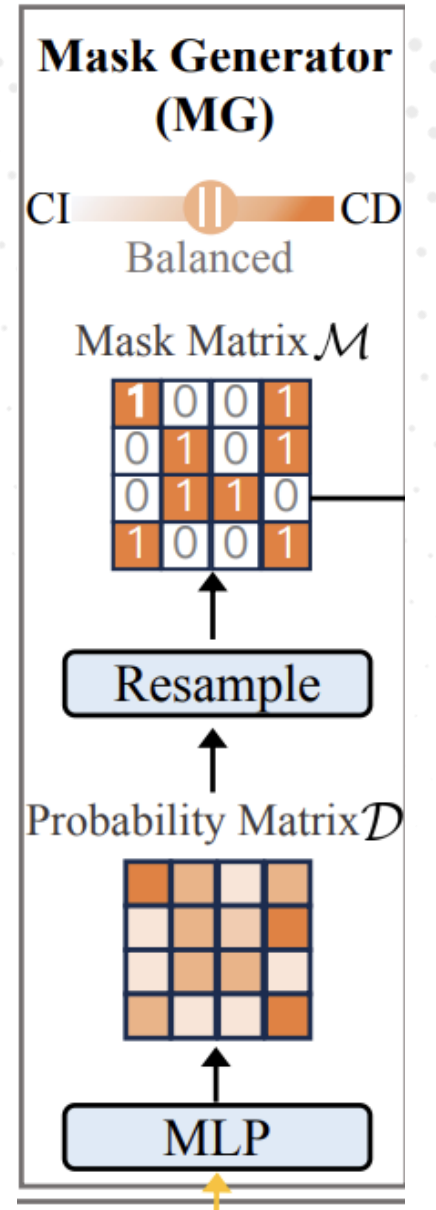 Mask Generator
(MG)
CI CD
Balanced
Mask Matrix ℳ
1 0 0 1
0 1 0 1
0 1 1 0
1 0 0 1
Resample
Probability Matrix 𝒟
MLP